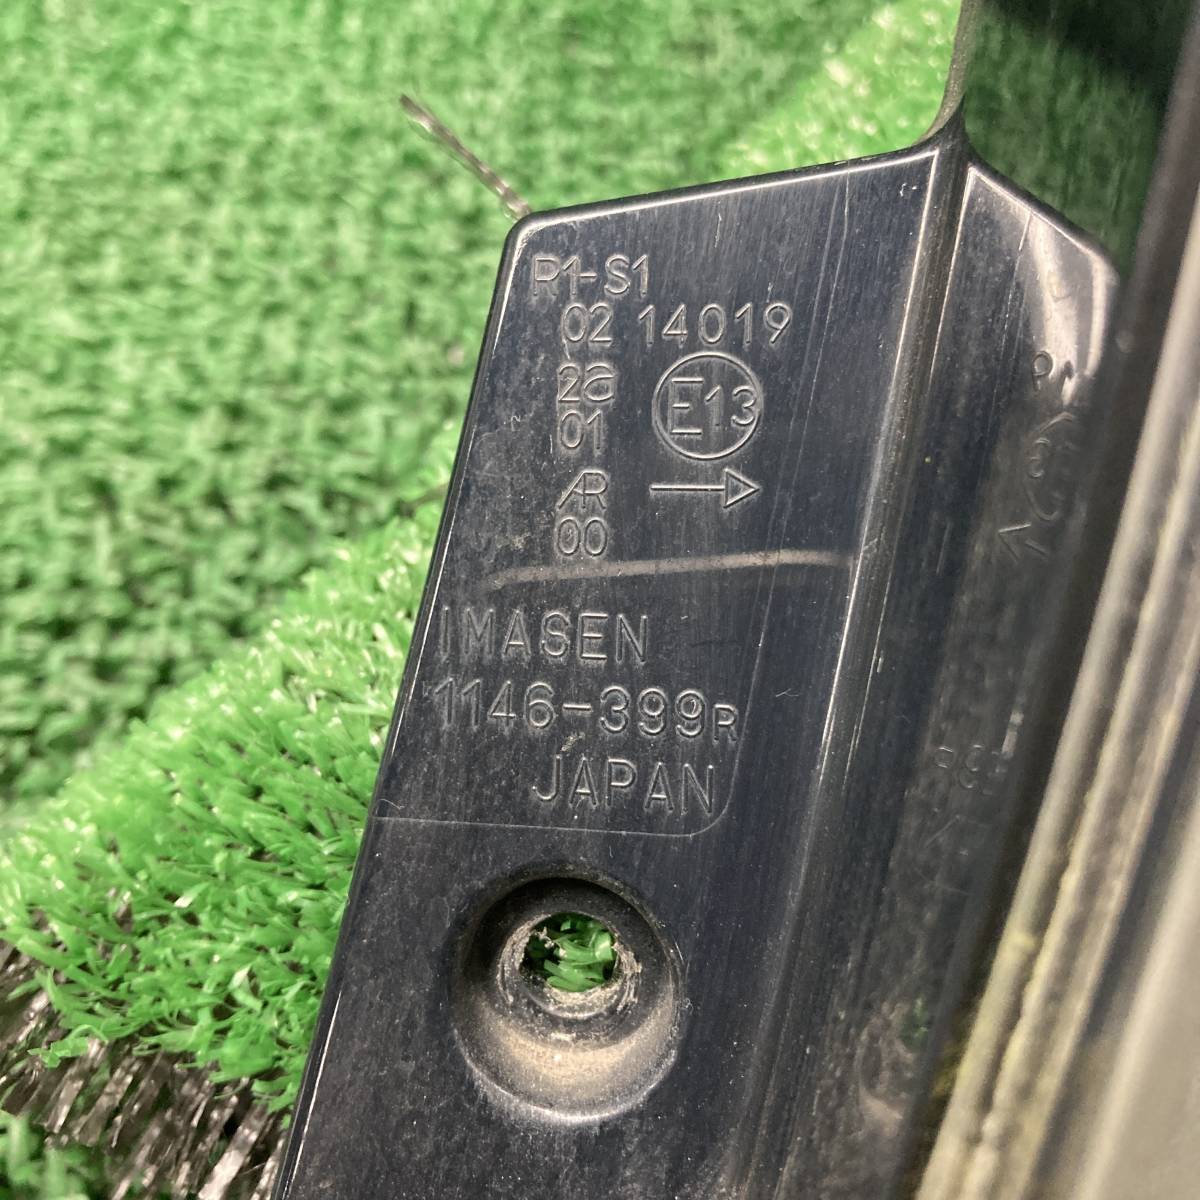 R1-S1
02 14019
2a
01 E13
AR
00
IMASEN
1146-399R
JAPAN